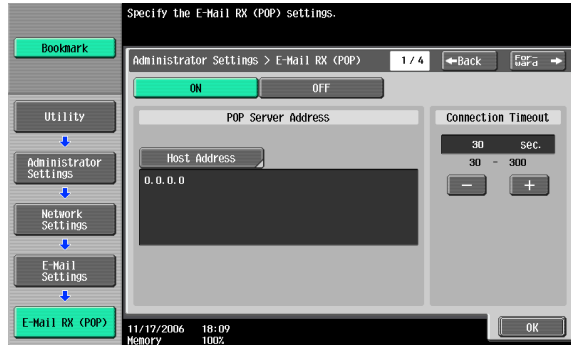 Specify the E-Mail RX (POP) settings.
Bookmark
Administrator Settings > E-Mail RX (POP)
1/4
←Back
For-
ward →
ON
OFF
Utility
Administrator
Settings
Network
Settings
E-Mail
Settings
E-Mail RX (POP)
POP Server Address
Host Address
0.0.0.0
Connection Timeout
30 sec.
30 - 300
−
+
11/17/2006 18:09
Memory 100%
OK